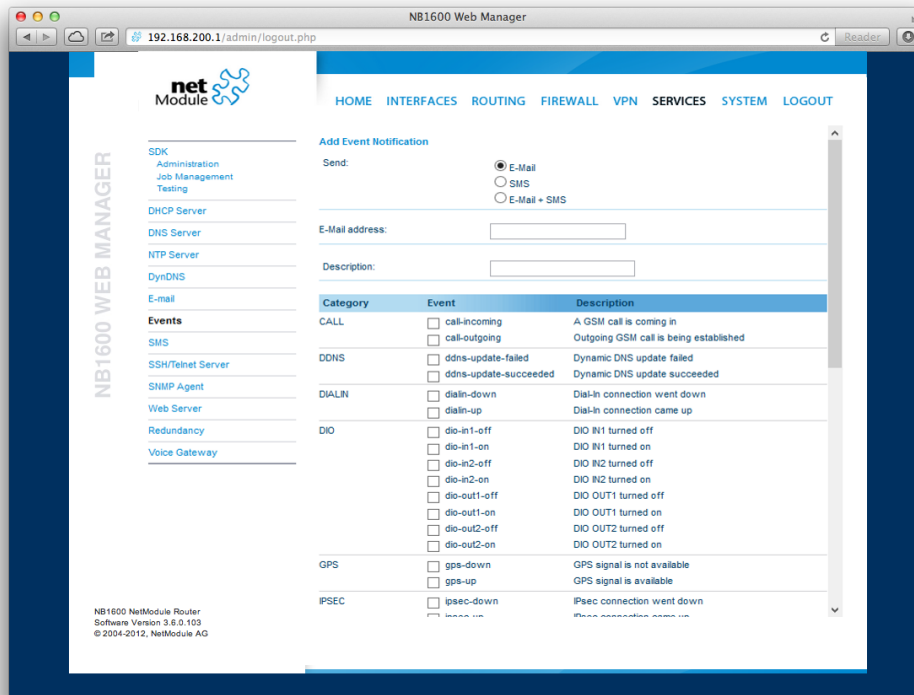 NB1600 Web Manager
192.168.200.1/admin/logout.php
Reader
net
Module
HOME INTERFACES ROUTING FIREWALL VPN SERVICES SYSTEM LOGOUT
NB1600 WEB MANAGER
SDK
Administration
Job Management
Testing
DHCP Server
DNS Server
NTP Server
DynDNS
E-mail
Events
SMS
SSH/Telnet Server
SNMP Agent
Web Server
Redundancy
Voice Gateway
Add Event Notification
Send:
E-Mail
SMS
E-Mail + SMS
E-Mail address:
Description:
Category Event Description
CALL call-incoming A GSM call is coming in
call-outgoing Outgoing GSM call is being established
DDNS ddns-update-failed Dynamic DNS update failed
ddns-update-succeeded Dynamic DNS update succeeded
DIALIN dialin-down Dial-In connection went down
dialin-up Dial-In connection came up
DIO dio-in1-off DIO IN1 turned off
dio-in1-on DIO IN1 turned on
dio-in2-off DIO IN2 turned off
dio-in2-on DIO IN2 turned on
dio-out1-off DIO OUT1 turned off
dio-out1-on DIO OUT1 turned on
dio-out2-off DIO OUT2 turned off
dio-out2-on DIO OUT2 turned on
GPS gps-down GPS signal is not available
gps-up GPS signal is available
IPSEC ipsec-down IPsec connection went down
ipsec-up IPsec connection came up
NB1600 NetModule Router
Software Version 3.6.0.103
© 2004-2012, NetModule AG